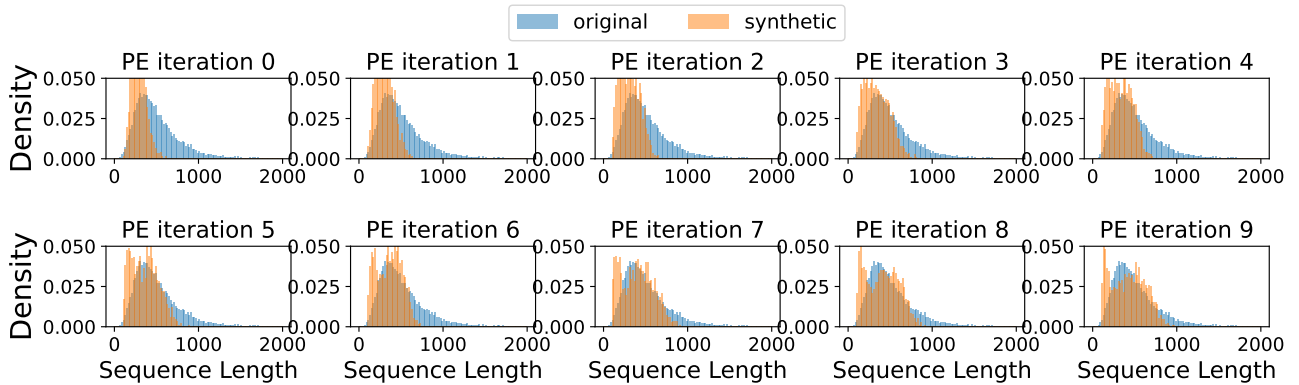 original synthetic
PE iteration 0 PE iteration 1 PE iteration 2 PE iteration 3 PE iteration 4
Density
0.050 0.050 0.050 0.050 0.050
0.025 0.025 0.025 0.025 0.025
0.000 0.000 0.000 0.000 0.000
0 1000 2000 0 1000 2000 0 1000 2000 0 1000 2000 0 1000 2000
PE iteration 5 PE iteration 6 PE iteration 7 PE iteration 8 PE iteration 9
Density
0.050 0.050 0.050 0.050 0.050
0.025 0.025 0.025 0.025 0.025
0.000 0.000 0.000 0.000 0.000
0 1000 2000 0 1000 2000 0 1000 2000 0 1000 2000 0 1000 2000
Sequence Length Sequence Length Sequence Length Sequence Length Sequence Length